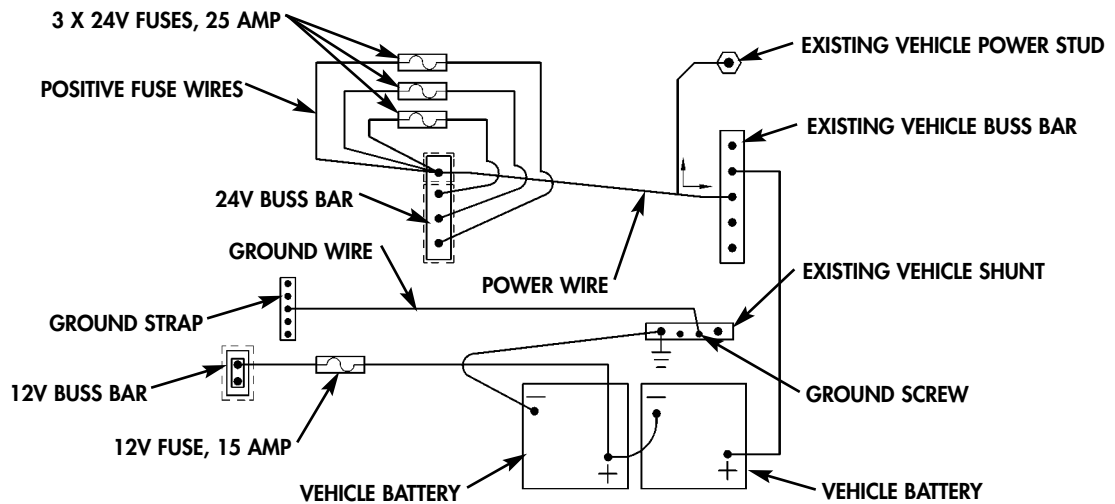 3 X 24V FUSES, 25 AMP
EXISTING VEHICLE POWER STUD
POSITIVE FUSE WIRES
EXISTING VEHICLE BUSS BAR
24V BUSS BAR
GROUND WIRE
POWER WIRE
EXISTING VEHICLE SHUNT
GROUND STRAP
12V BUSS BAR
GROUND SCREW
12V FUSE, 15 AMP
VEHICLE BATTERY
VEHICLE BATTERY